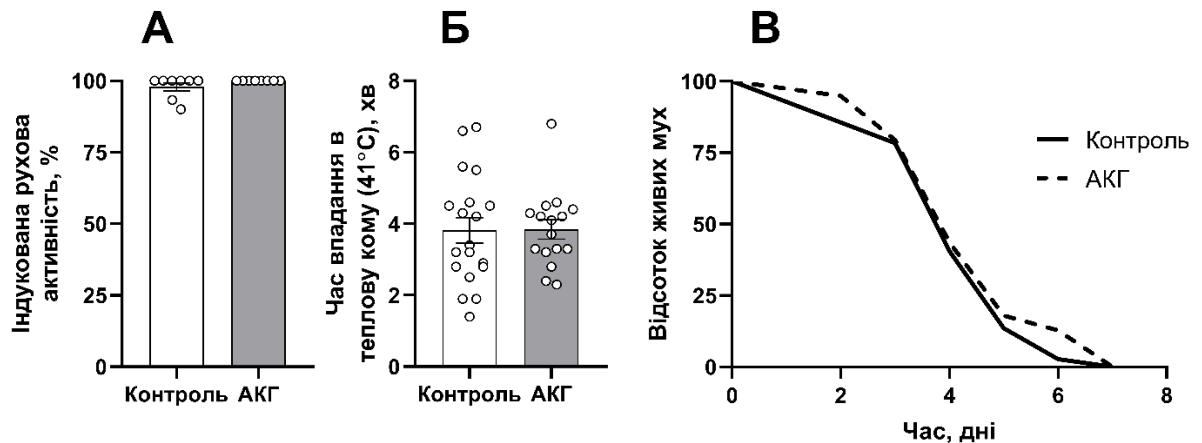 А
Індукована рухова
активність, %
100
75
50
25
0
Контроль АКГ
Б
Час впадання в
теплову кому (41°C), хв
8
6
4
2
0
Контроль АКГ
В
Відсоток живих мух
100
75
50
25
0
0 2 4 6 8
Час, дні
Контроль
АКГ